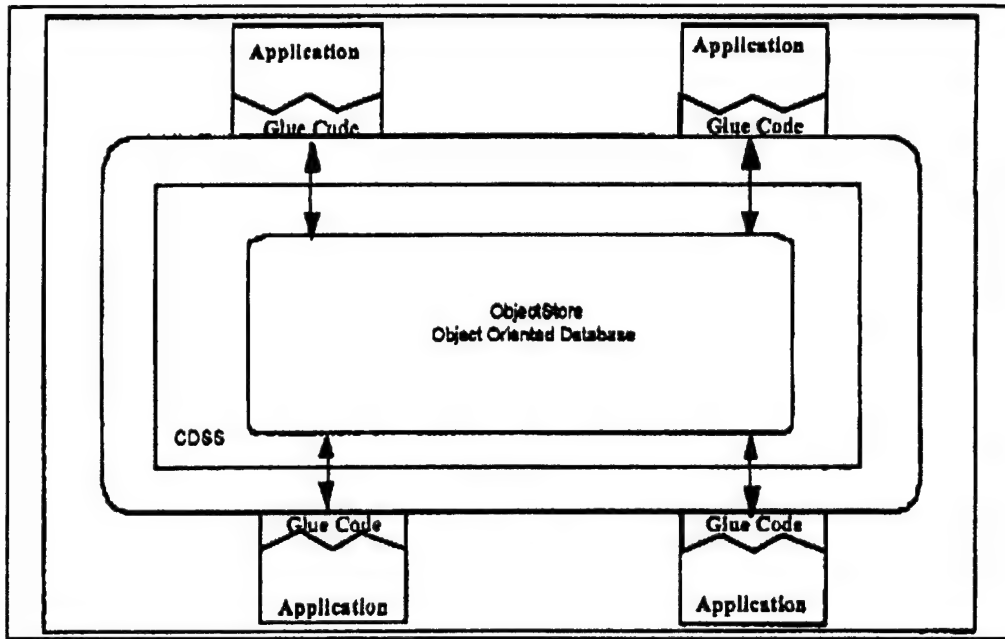 Application
Application
Glue Code
Glue Code
ObjectStore
Object Oriented Database
CDSS
Glue Code
Glue Code
Application
Application